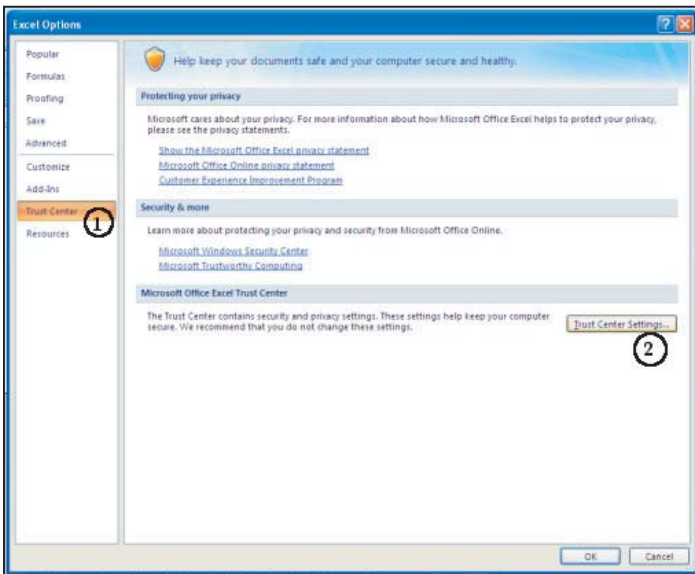 Excel Options
Popular
Formulas
Proofing
Save
Advanced
Customize
Add-Ins
Trust Center
1
Resources
Help keep your documents safe and your computer secure and healthy.
Protecting your privacy
Microsoft cares about your privacy. For more information about how Microsoft Office Excel helps to protect your privacy,
please see the privacy statements.
Show the Microsoft Office Excel privacy statement
Microsoft Office Online privacy statement
Customer Experience Improvement Program
Security & more
Learn more about protecting your privacy and security from Microsoft Office Online.
Microsoft Windows Security Center
Microsoft Trustworthy Computing
Microsoft Office Excel Trust Center
The Trust Center contains security and privacy settings. These settings help keep your computer
secure. We recommend that you do not change these settings.
Trust Center Settings...
2
OK
Cancel